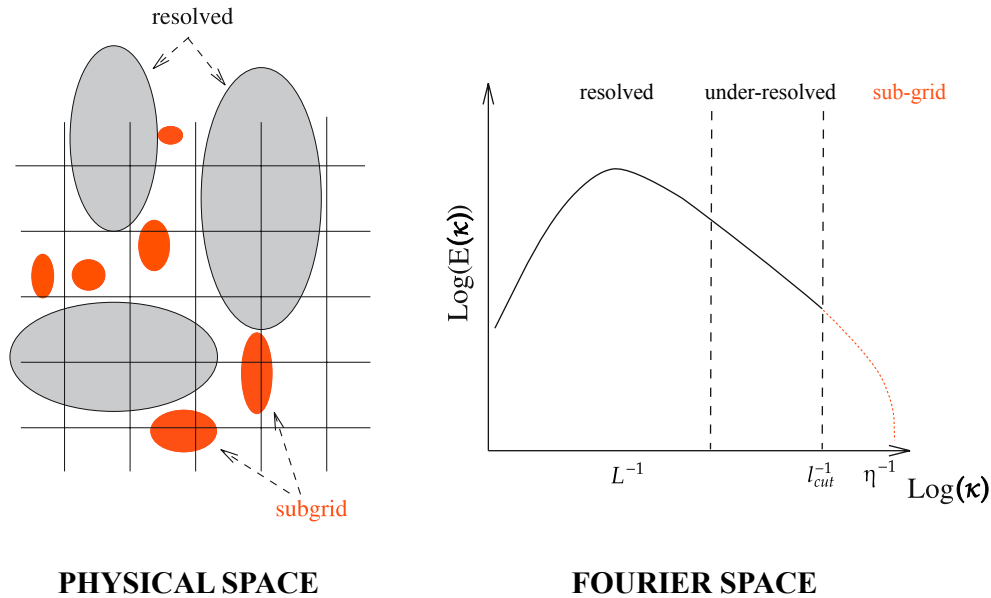 resolved
subgrid
PHYSICAL SPACE
resolved
under-resolved
sub-grid
Log(E(κ))
L⁻¹
l⁻¹cut
η⁻¹
Log(κ)
FOURIER SPACE